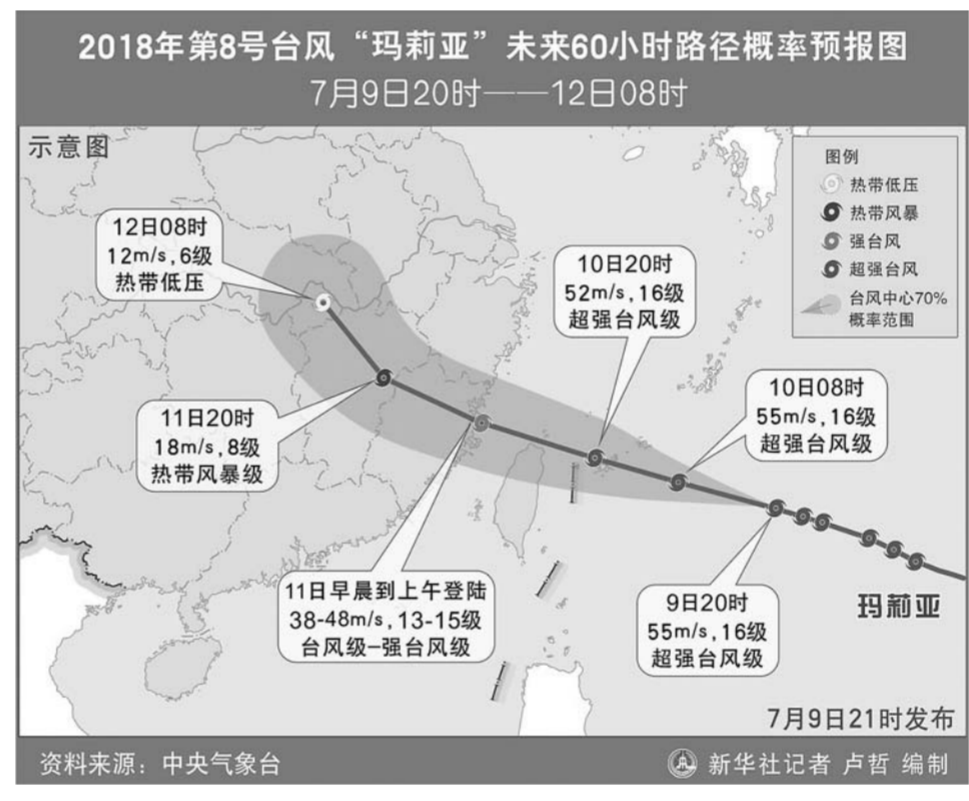 2018年第8号台风“玛莉亚”未来60小时路径概率预报图
7月9日20时——12日08时
示意图
图例
热带低压
热带风暴
强台风
超强台风
台风中心70%
概率范围
12日08时
12m/s,6级
热带低压
10日20时
52m/s,16级
超强台风级
10日08时
55m/s,16级
超强台风级
11日20时
18m/s,8级
热带风暴级
11日早晨到上午登陆
38-48m/s,13-15级
台风级-强台风级
9日20时
55m/s,16级
超强台风级
玛莉亚
7月9日21时发布
资料来源：中央气象台
新华社记者 卢哲 编制